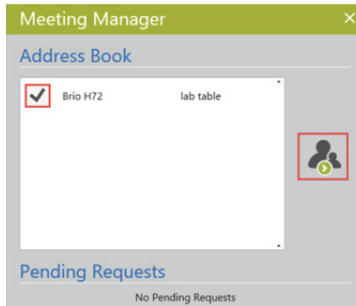 Meeting Manager
Address Book
Brio H72 lab table
Pending Requests
No Pending Requests